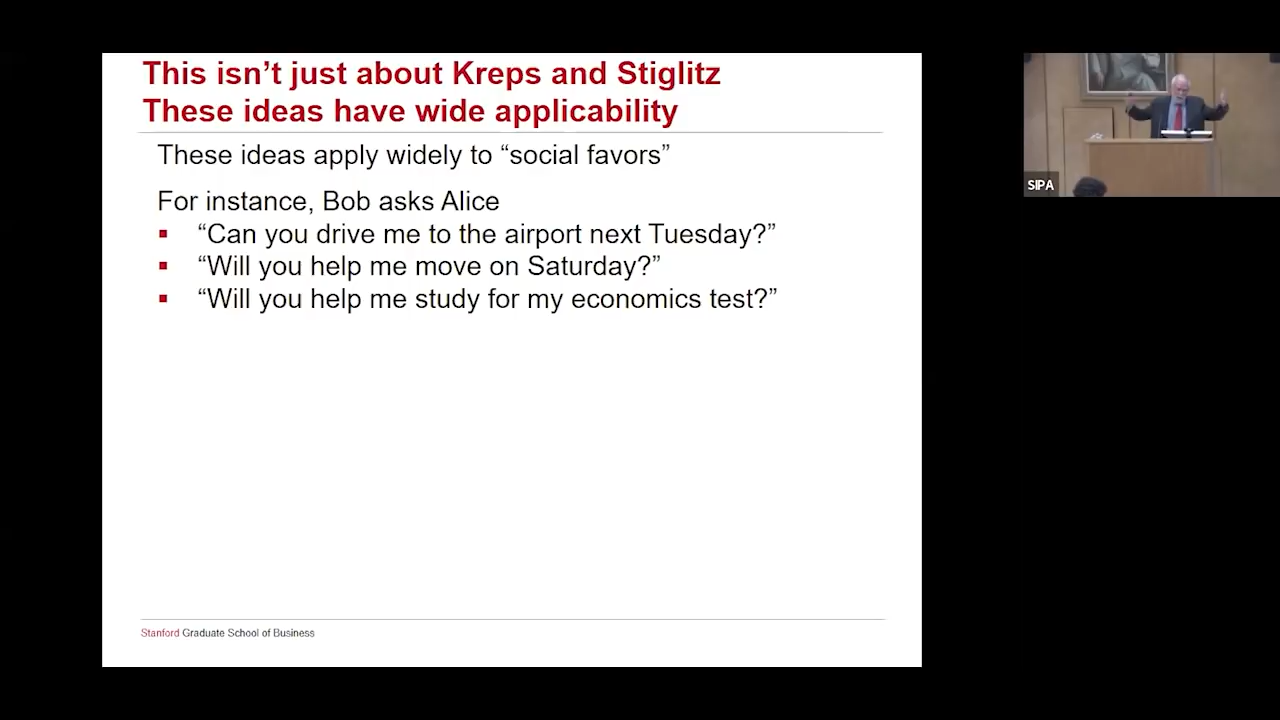 This isn’t just about Kreps and Stiglitz
These ideas have wide applicability
These ideas apply widely to “social favors”
For instance, Bob asks Alice
▪ “Can you drive me to the airport next Tuesday?”
▪ “Will you help me move on Saturday?”
▪ “Will you help me study for my economics test?”
Stanford Graduate School of Business
SIPA